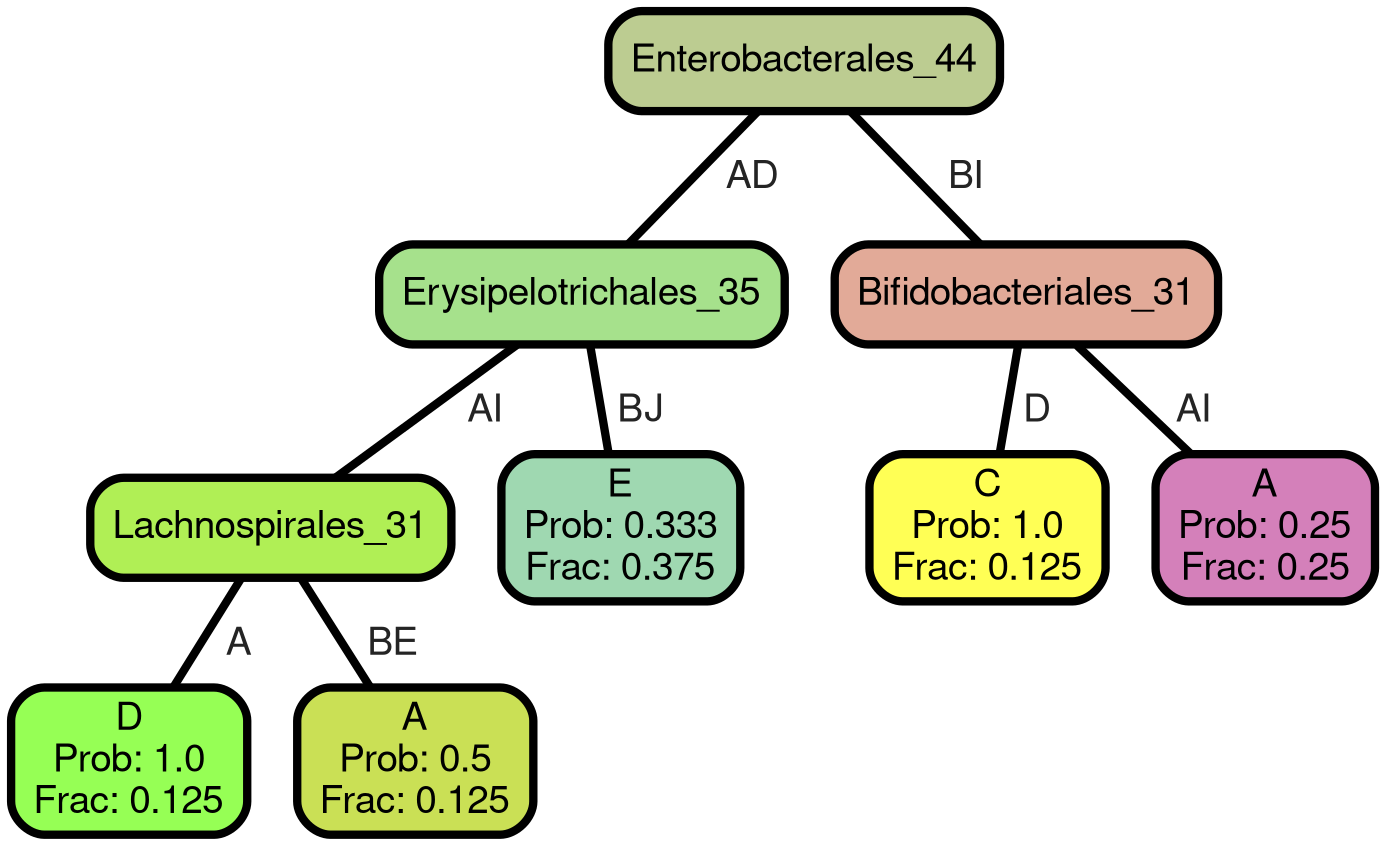 Enterobacterales_44
AD
BI
Erysipelotrichales_35
Bifidobacteriales_31
AI
BJ
D
AI
Lachnospirales_31
E
Prob: 0.333
Frac: 0.375
C
Prob: 1.0
Frac: 0.125
A
Prob: 0.25
Frac: 0.25
A
BE
D
Prob: 1.0
Frac: 0.125
A
Prob: 0.5
Frac: 0.125